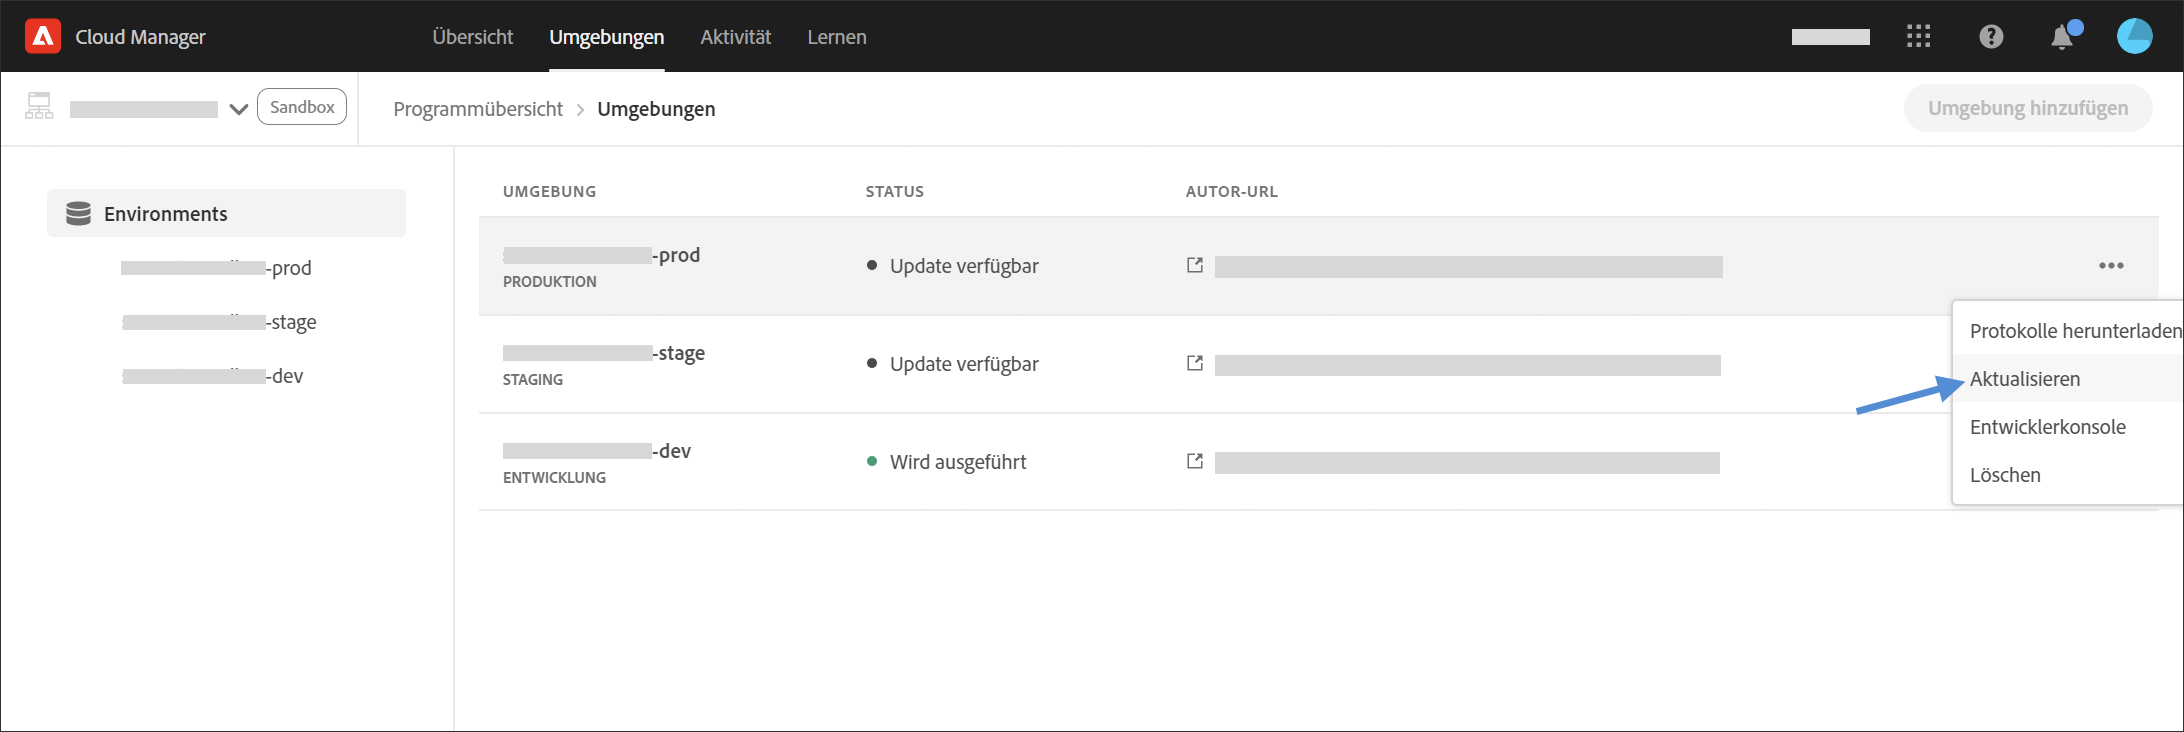 Cloud Manager
Übersicht
Umgebungen
Aktivität
Lernen
Sandbox
Programmübersicht > Umgebungen
Umgebung hinzufügen
Environments
-prod
-stage
-dev
UMGEBUNG
STATUS
AUTOR-URL
-prod
PRODUKTION
Update verfügbar
-stage
STAGING
Update verfügbar
-dev
ENTWICKLUNG
Wird ausgeführt
Protokolle herunterladen
Aktualisieren
Entwicklerkonsole
Löschen